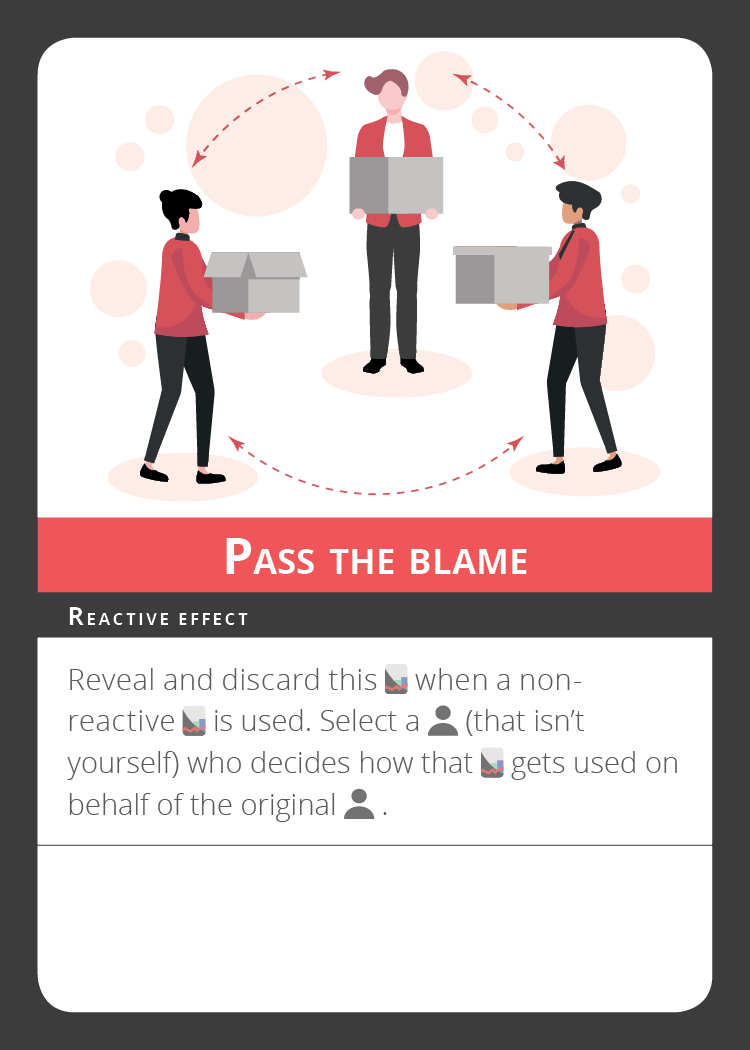 Pass the blame
Reactive effect
Reveal and discard this when a non-
reactive is used. Select a (that isn’t
yourself) who decides how that gets used on
behalf of the original .